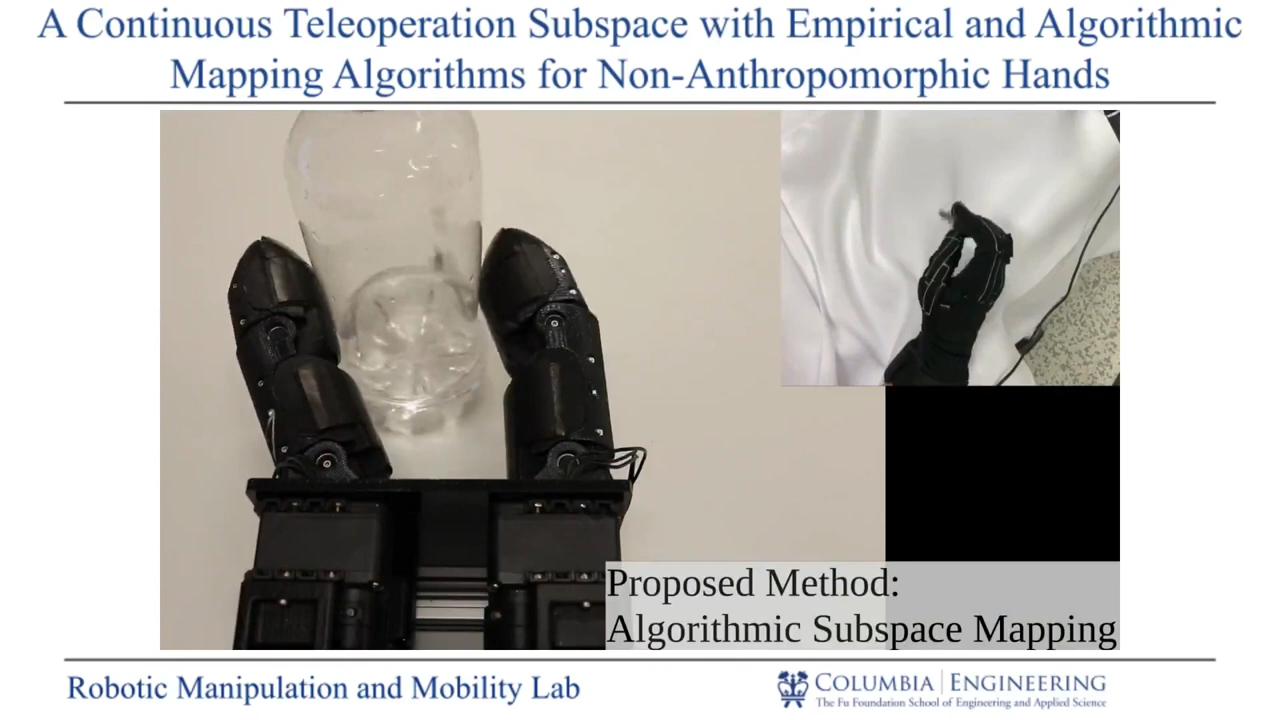 A Continuous Teleoperation Subspace with Empirical and Algorithmic
Mapping Algorithms for Non-Anthropomorphic Hands
Proposed Method:
Algorithmic Subspace Mapping
Robotic Manipulation and Mobility Lab
COLUMBIA | ENGINEERING
The Fu Foundation School of Engineering and Applied Science